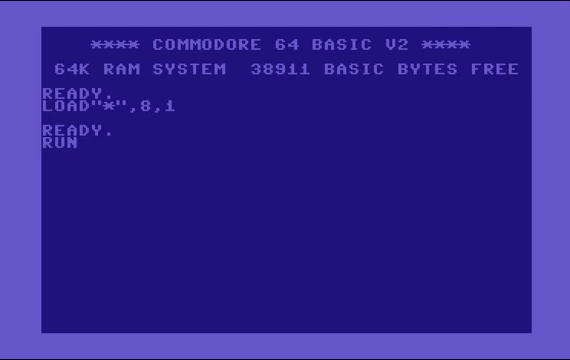 **** COMMODORE 64 BASIC V2 ****
64K RAM SYSTEM  38911 BASIC BYTES FREE
READY.
LOAD"*",8,1
READY.
RUN